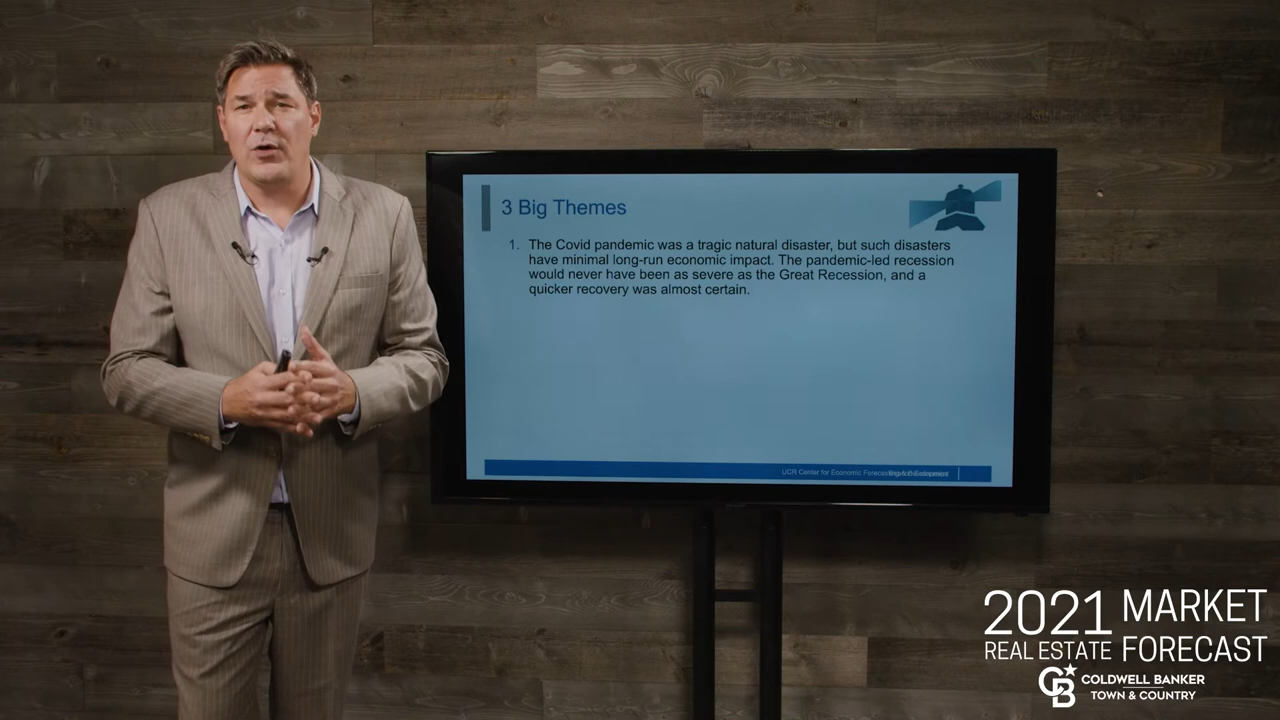 3 Big Themes
1. The Covid pandemic was a tragic natural disaster, but such disasters
have minimal long-run economic impact. The pandemic-led recession
would never have been as severe as the Great Recession, and a
quicker recovery was almost certain.
UCR Center for Economic
2021 MARKET
REAL ESTATE FORECAST
CB COLDWELL BANKER
TOWN & COUNTRY